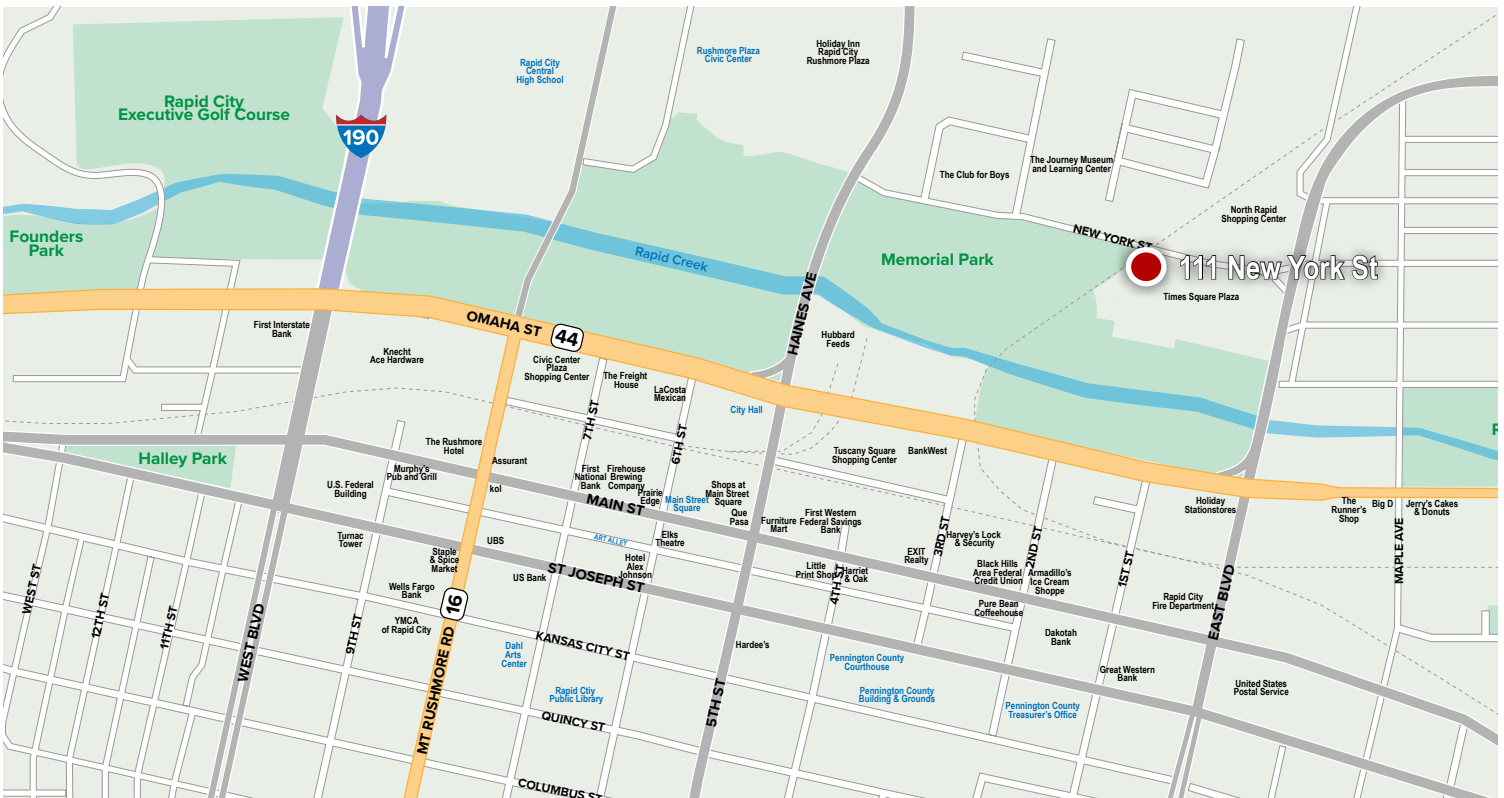 Rapid City
Central
High School
Rushmore Plaza
Civic Center
Holiday Inn
Rapid City
Rushmore Plaza
Rapid City
Executive Golf Course
190
The Journey Museum
and Learning Center
The Club for Boys
North Rapid
Shopping Center
Founders
Park
NEW YORK ST
Rapid Creek
Memorial Park
111 New York St
Times Square Plaza
HAINES AVE
First Interstate
Bank
OMAHA ST
44
Hubbard
Feeds
Knecht
Ace Hardware
Civic Center
Plaza
Shopping Center
The Freight
House
LaCosta
Mexican
City Hall
7TH ST
6TH ST
R
Halley Park
The Rushmore
Hotel
Assurant
Murphy's
Pub and Grill
Tuscany Square
Shopping Center
BankWest
U.S. Federal
Building
kol
First
National
Bank
Firehouse
Brewing
Company
Prairie
Edge
Main Street
Square
Shops at
Main Street
Square
MAIN ST
Que
Pasa
Furniture
Mart
First Western
Federal Savings
Bank
Holiday
Stationstores
The
Runner's
Shop
Big D
Jerry's Cakes
& Donuts
Turnac
Tower
UBS
ART ALLEY
Elks
Theatre
3RD ST
Harvey's Lock
& Security
2ND ST
EXIT
Realty
Staple
& Spice
Market
Hotel
Alex
Johnson
ST JOSEPH ST
US Bank
Little
Print Shop
Harriet
& Oak
4TH ST
Black Hills
Area Federal
Credit Union
Armadillo's
Ice Cream
Shoppe
1ST ST
MAPLE AVE
Wells Fargo
Bank
16
Pure Bean
Coffeehouse
Rapid City
Fire Department
EAST BLVD
WEST ST
12TH ST
11TH ST
WEST BLVD
9TH ST
YMCA
of Rapid City
MT RUSHMORE RD
KANSAS CITY ST
Dahl
Arts
Center
Hardee's
Dakotah
Bank
Pennington County
Courthouse
Great Western
Bank
Rapid Ctiy
Public Library
Pennington County
Building & Grounds
United States
Postal Service
5TH ST
Pennington County
Treasurer's Office
QUINCY ST
COLUMBUS ST